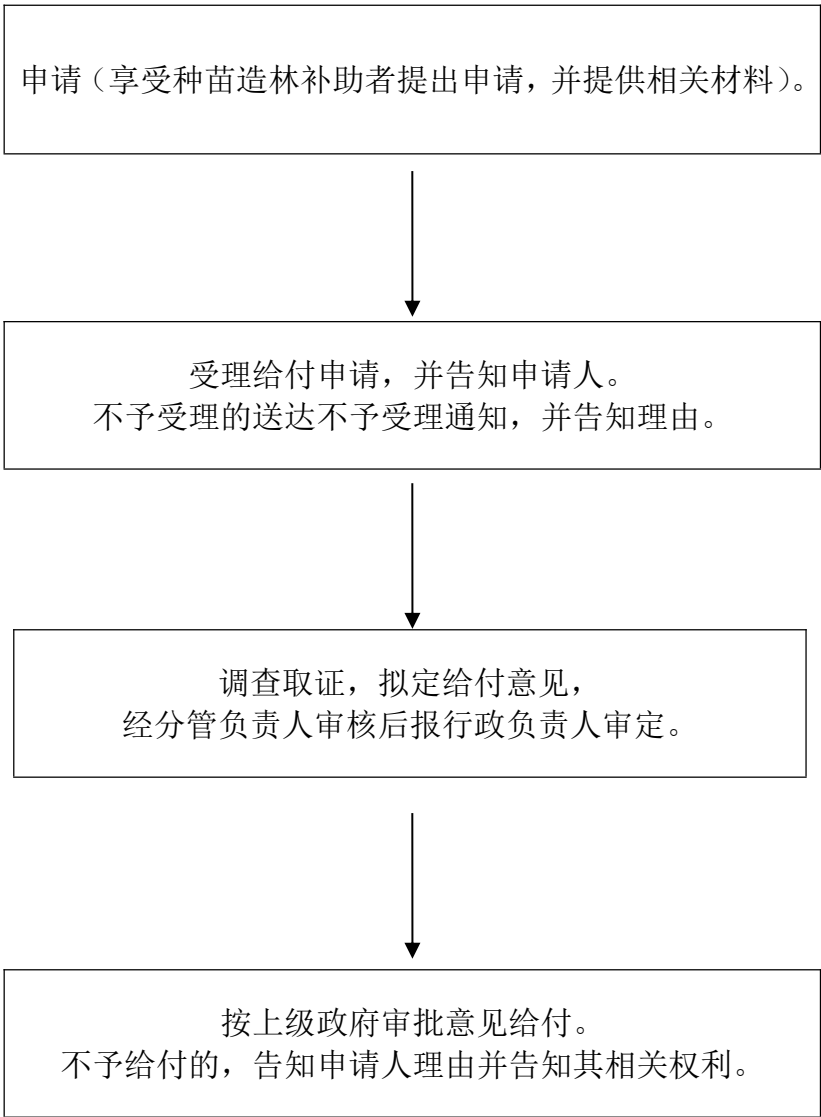 申请（享受种苗造林补助者提出申请，并提供相关材料）。
受理给付申请，并告知申请人。
不予受理的送达不予受理通知，并告知理由。
调查取证，拟定给付意见，
经分管负责人审核后报行政负责人审定。
按上级政府审批意见给付。
不予给付的，告知申请人理由并告知其相关权利。